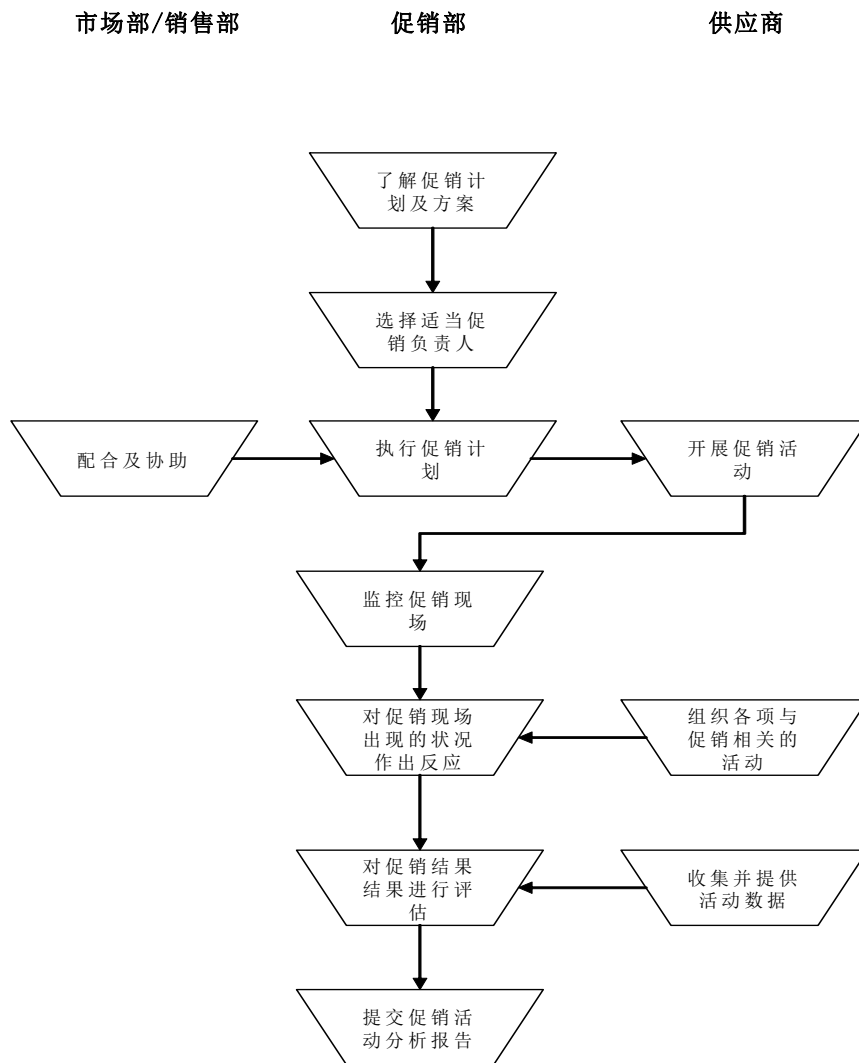 市场部/销售部 促销部 供应商
了解促销计
划及方案
选择适当促
销负责人
配合及协助
执行促销计
划
开展促销活
动
监控促销现
场
对促销现场
出现的状况
作出反应
组织各项与
促销相关的
活动
对促销结果
结果进行评
估
收集并提供
活动数据
提交促销活
动分析报告